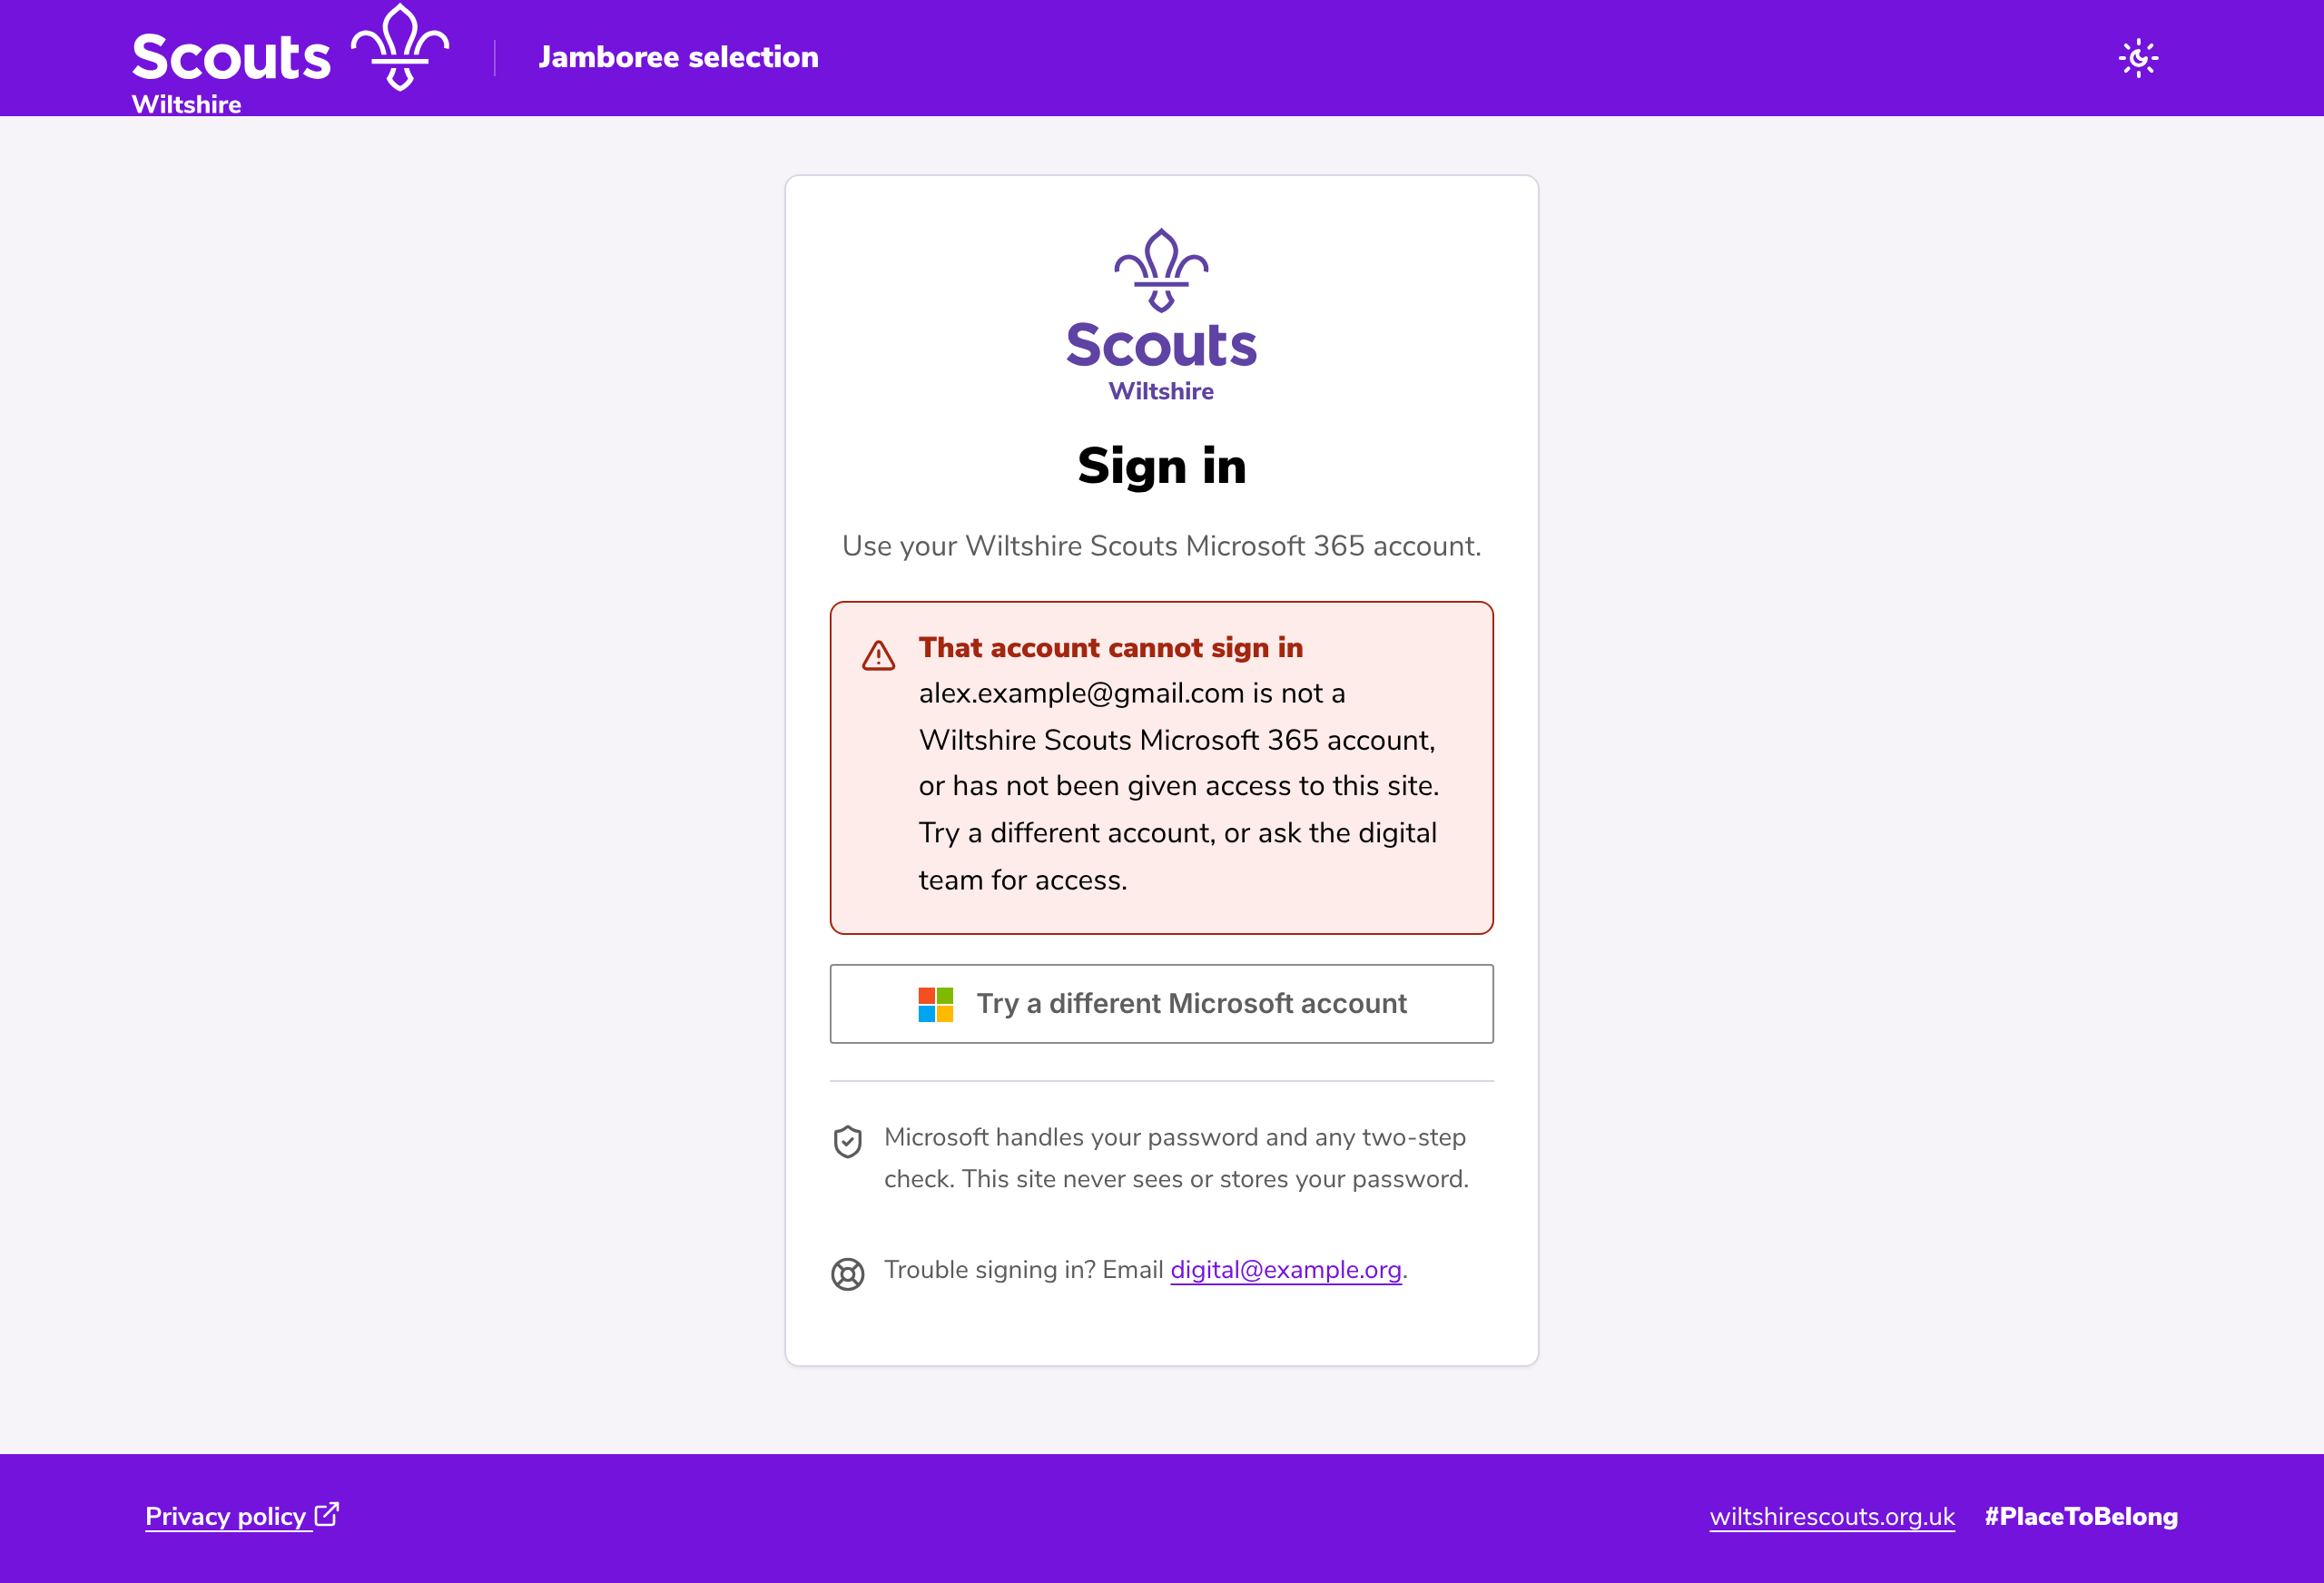 Scouts
Wiltshire
Jamboree selection
Scouts
Wiltshire
Sign in
Use your Wiltshire Scouts Microsoft 365 account.
That account cannot sign in
alex.example@gmail.com is not a
Wiltshire Scouts Microsoft 365 account,
or has not been given access to this site.
Try a different account, or ask the digital
team for access.
Try a different Microsoft account
Microsoft handles your password and any two-step
check. This site never sees or stores your password.
Trouble signing in? Email digital@example.org.
Privacy policy
wiltshirescouts.org.uk
#PlaceToBelong